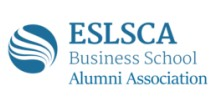 ESLSCA
Business School
Alumni Association